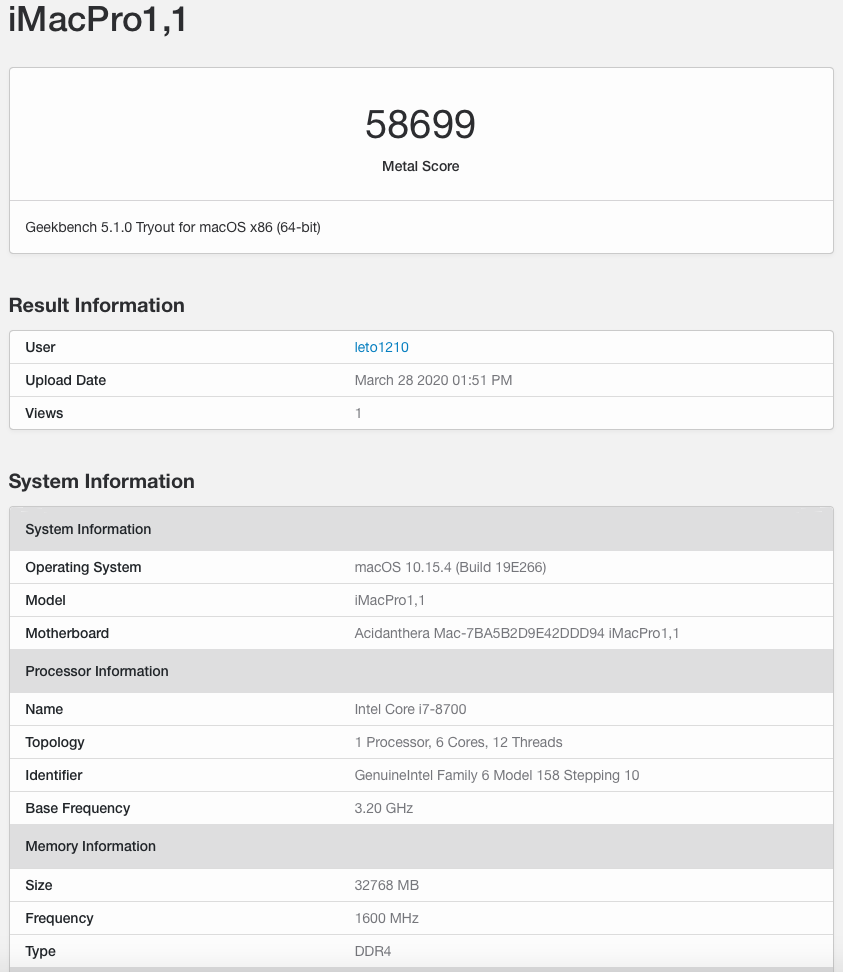 iMacPro1,1
58699
Metal Score
Geekbench 5.1.0 Tryout for macOS x86 (64-bit)
Result Information
User leto1210
Upload Date March 28 2020 01:51 PM
Views 1
System Information
System Information
Operating System macOS 10.15.4 (Build 19E266)
Model iMacPro1,1
Motherboard Acidanthera Mac-7BA5B2D9E42DDD94 iMacPro1,1
Processor Information
Name Intel Core i7-8700
Topology 1 Processor, 6 Cores, 12 Threads
Identifier GenuineIntel Family 6 Model 158 Stepping 10
Base Frequency 3.20 GHz
Memory Information
Size 32768 MB
Frequency 1600 MHz
Type DDR4